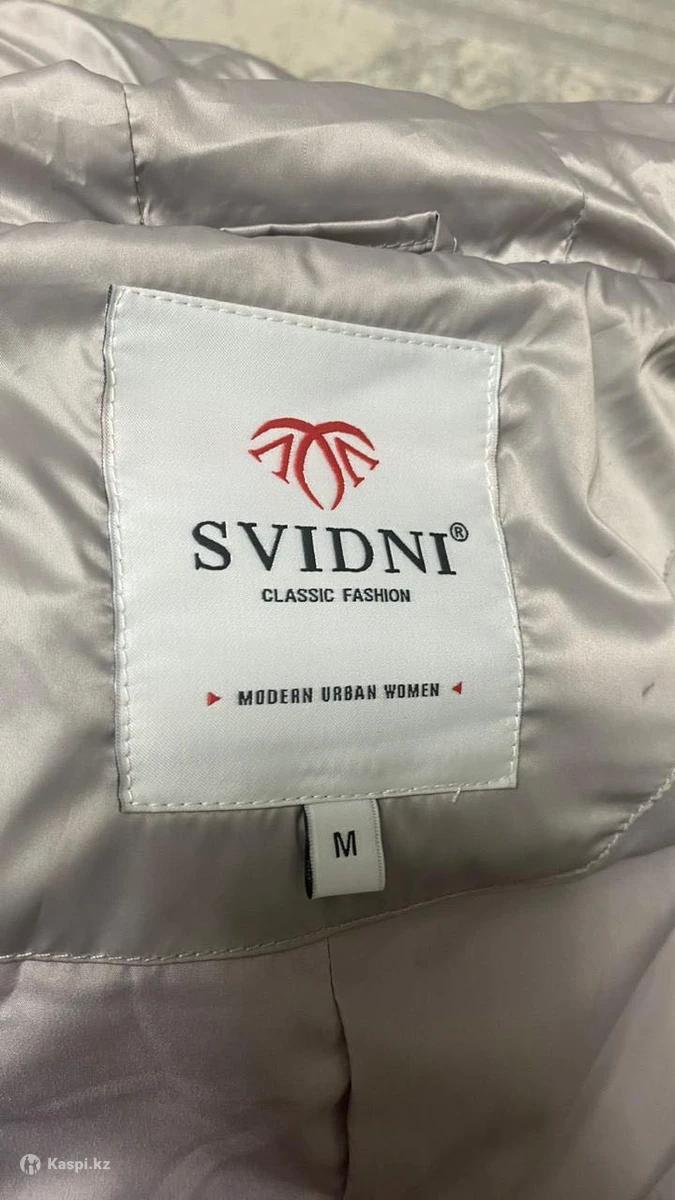 SVIDNI®
CLASSIC FASHION
MODERN URBAN WOMEN
M
Kaspi.kz